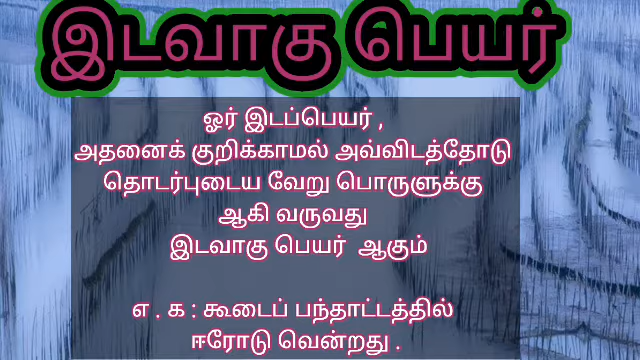 இடவாகு பெயர்
ஓர் இடப்பெயர் ,
அதனைக் குறிக்காமல் அவ்விடத்தோடு
தொடர்புடைய வேறு பொருளுக்கு
ஆகி வருவது
இடவாகு பெயர் ஆகும்
எ . க : கூடைப் பந்தாட்டத்தில்
ஈரோடு வென்றது .